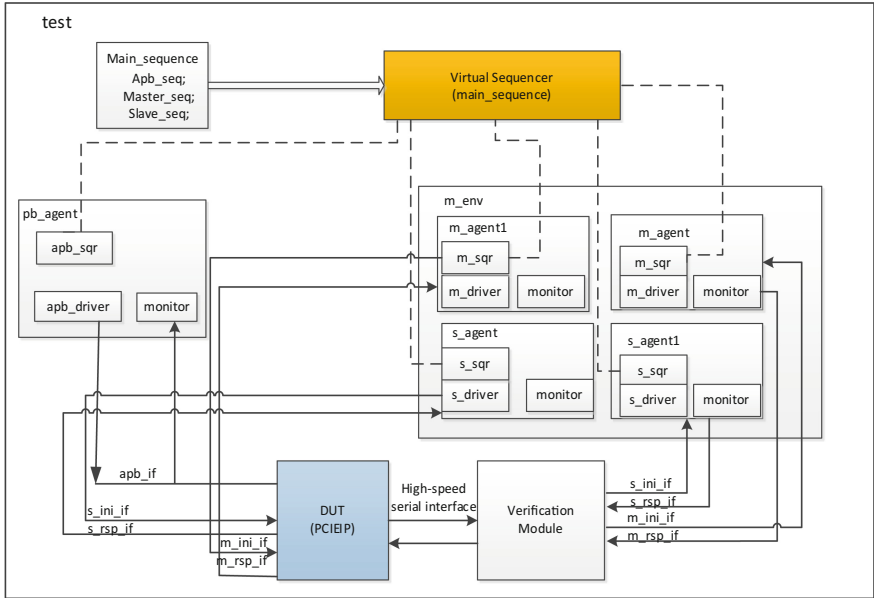 test
Main_sequence
Apb_seq;
Master_seq;
Slave_seq;
Virtual Sequencer
(main_sequence)
pb_agent
apb_sqr
apb_driver
monitor
m_env
m_agent1
m_sqr
m_driver
monitor
m_agent
m_sqr
m_driver
monitor
s_agent
s_sqr
s_driver
monitor
s_agent1
s_sqr
s_driver
monitor
apb_if
s_ini_if
s_rsp_if
m_ini_if
m_rsp_if
DUT
(PCIEIP)
High-speed
serial interface
Verification
Module
s_ini_if
s_rsp_if
m_ini_if
m_rsp_if